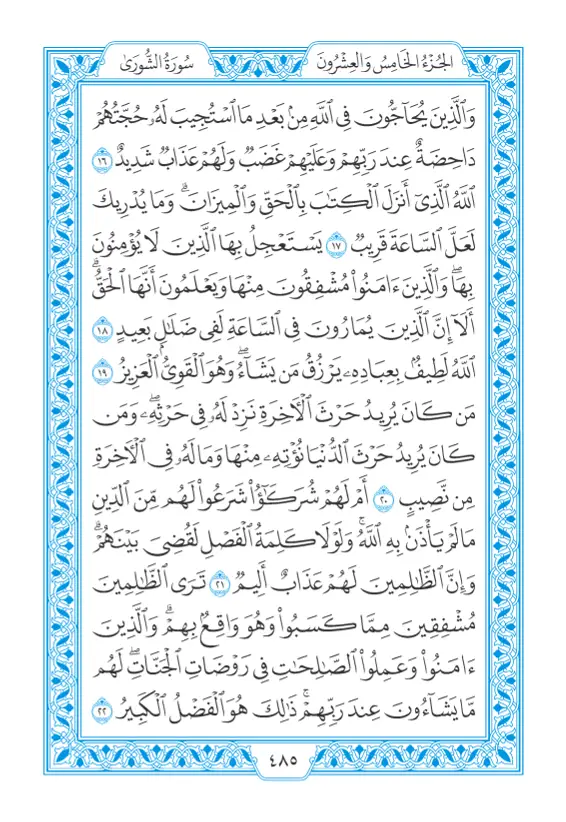 الجُزْءُ الخَامِسُ وَالعِشْرُونَ
سُورَةُ الشُّورَىٰ
وَٱلَّذِينَ يُحَآجُّونَ فِى ٱللَّهِ مِنۢ بَعْدِ مَا ٱسْتُجِيبَ لَهُۥ حُجَّتُهُمْ
دَاحِضَةٌ عِندَ رَبِّهِمْ وَعَلَيْهِمْ غَضَبٌ وَلَهُمْ عَذَابٌ شَدِيدٌ ١٦
ٱللَّهُ ٱلَّذِىٓ أَنزَلَ ٱلْكِتَٰبَ بِٱلْحَقِّ وَٱلْمِيزَانَ ۗ وَمَا يُدْرِيكَ
لَعَلَّ ٱلسَّاعَةَ قَرِيبٌ ١٧ يَسْتَعْجِلُ بِهَا ٱلَّذِينَ لَا يُؤْمِنُونَ
بِهَا ۖ وَٱلَّذِينَ ءَامَنُوا۟ مُشْفِقُونَ مِنْهَا وَيَعْلَمُونَ أَنَّهَا ٱلْحَقُّ ۗ
أَلَآ إِنَّ ٱلَّذِينَ يُمَارُونَ فِى ٱلسَّاعَةِ لَفِى ضَلَٰلٍۭ بَعِيدٍ ١٨
ٱللَّهُ لَطِيفٌۢ بِعِبَادِهِۦ يَرْزُقُ مَن يَشَآءُ ۖ وَهُوَ ٱلْقَوِىُّ ٱلْعَزِيزُ ١٩
مَن كَانَ يُرِيدُ حَرْثَ ٱلْءَاخِرَةِ نَزِدْ لَهُۥ فِى حَرْثِهِۦ ۖ وَمَن
كَانَ يُرِيدُ حَرْثَ ٱلدُّنْيَا نُؤْتِهِۦ مِنْهَا وَمَا لَهُۥ فِى ٱلْءَاخِرَةِ
مِن نَّصِيبٍ ٢٠ أَمْ لَهُمْ شُرَكَٰٓؤُا۟ شَرَعُوا۟ لَهُم مِّنَ ٱلدِّينِ
مَا لَمْ يَأْذَنۢ بِهِ ٱللَّهُ ۚ وَلَوْلَا كَلِمَةُ ٱلْفَصْلِ لَقُضِىَ بَيْنَهُمْ ۗ
وَإِنَّ ٱلظَّٰلِمِينَ لَهُمْ عَذَابٌ أَلِيمٌ ٢١ تَرَى ٱلظَّٰلِمِينَ
مُشْفِقِينَ مِمَّا كَسَبُوا۟ وَهُوَ وَاقِعٌۢ بِهِمْ ۗ وَٱلَّذِينَ
ءَامَنُوا۟ وَعَمِلُوا۟ ٱلصَّٰلِحَٰتِ فِى رَوْضَاتِ ٱلْجَنَّاتِ ۖ لَهُم
مَّا يَشَآءُونَ عِندَ رَبِّهِمْ ۚ ذَٰلِكَ هُوَ ٱلْفَضْلُ ٱلْكَبِيرُ ٢٢
٤٨٥